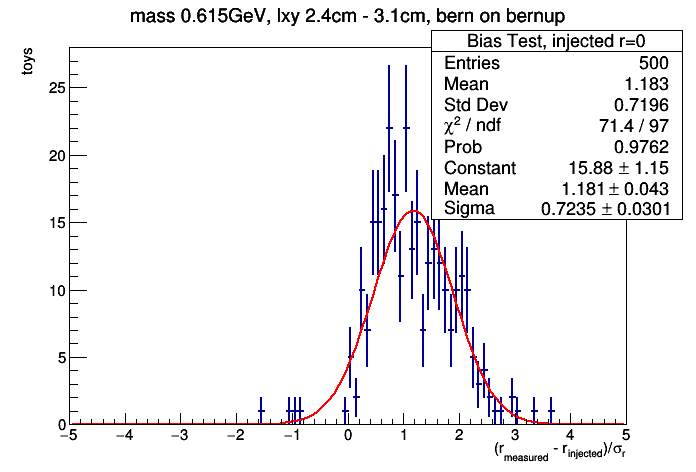 mass 0.615GeV, lxy 2.4cm - 3.1cm, bern on bernup
Bias Test, injected r=0
Entries 500
Mean 1.183
Std Dev 0.7196
χ² / ndf 71.4 / 97
Prob 0.9762
Constant 15.88 ± 1.15
Mean 1.181 ± 0.043
Sigma 0.7235 ± 0.0301
toys
25
20
15
10
5
0
−5 −4 −3 −2 −1 0 1 2 3 4 5
(r_measured - r_injected)/σ_r